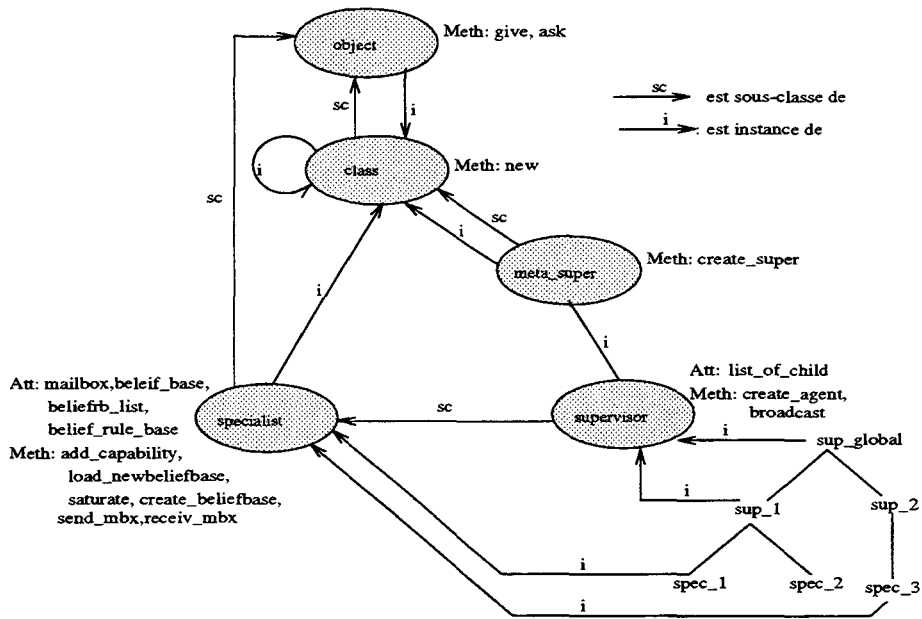 object
Meth: give, ask
sc
sc
i
est sous-classe de
i
: est instance de
i
class
Meth: new
sc
sc
i
meta_super
Meth: create_super
i
i
Att: mailbox,beleif_base,
beliefrb_list,
belief_rule_base
Meth: add_capability,
load_newbeliefbase,
saturate, create_beliefbase,
send_mbx,receiv_mbx
specialist
sc
supervisor
Att: list_of_child
Meth: create_agent,
broadcast
i
sup_global
i
sup_1
sup_2
i
spec_1
spec_2
spec_3
i